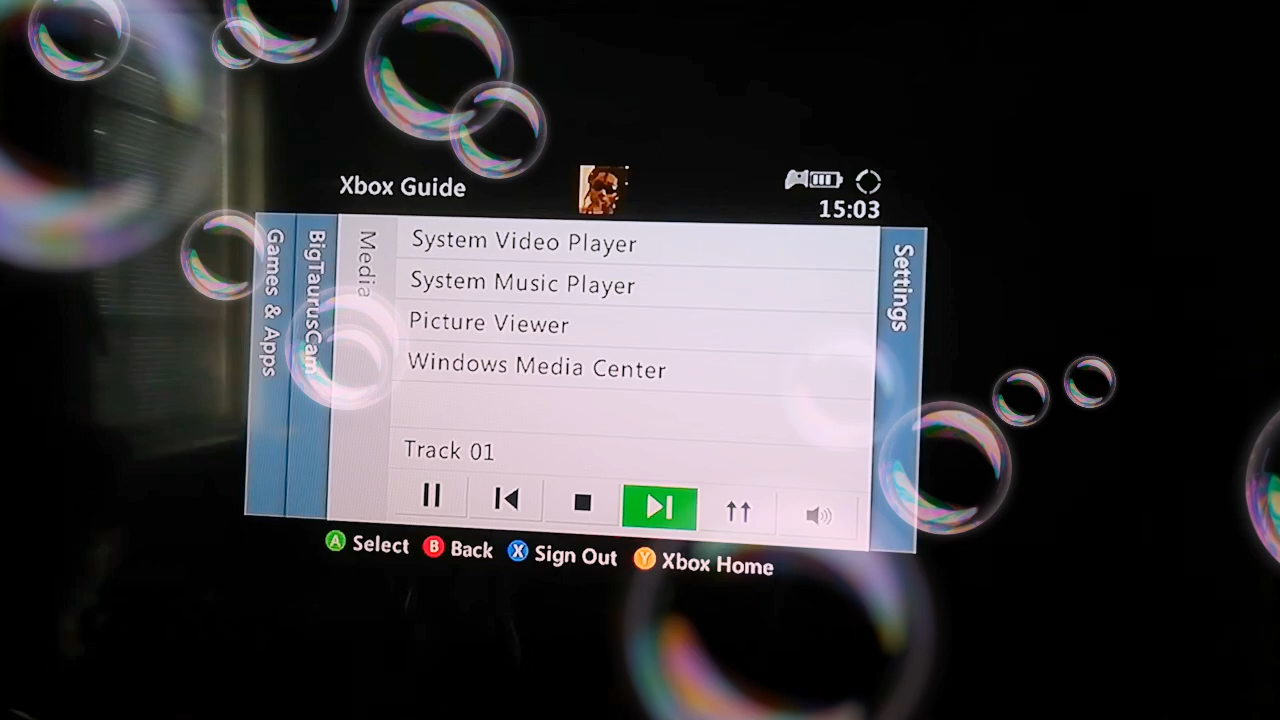 Xbox Guide
15:03
Games & Apps
BigTaurusCam
Media
System Video Player
System Music Player
Picture Viewer
Windows Media Center
Track 01
Settings
A Select B Back X Sign Out Y Xbox Home